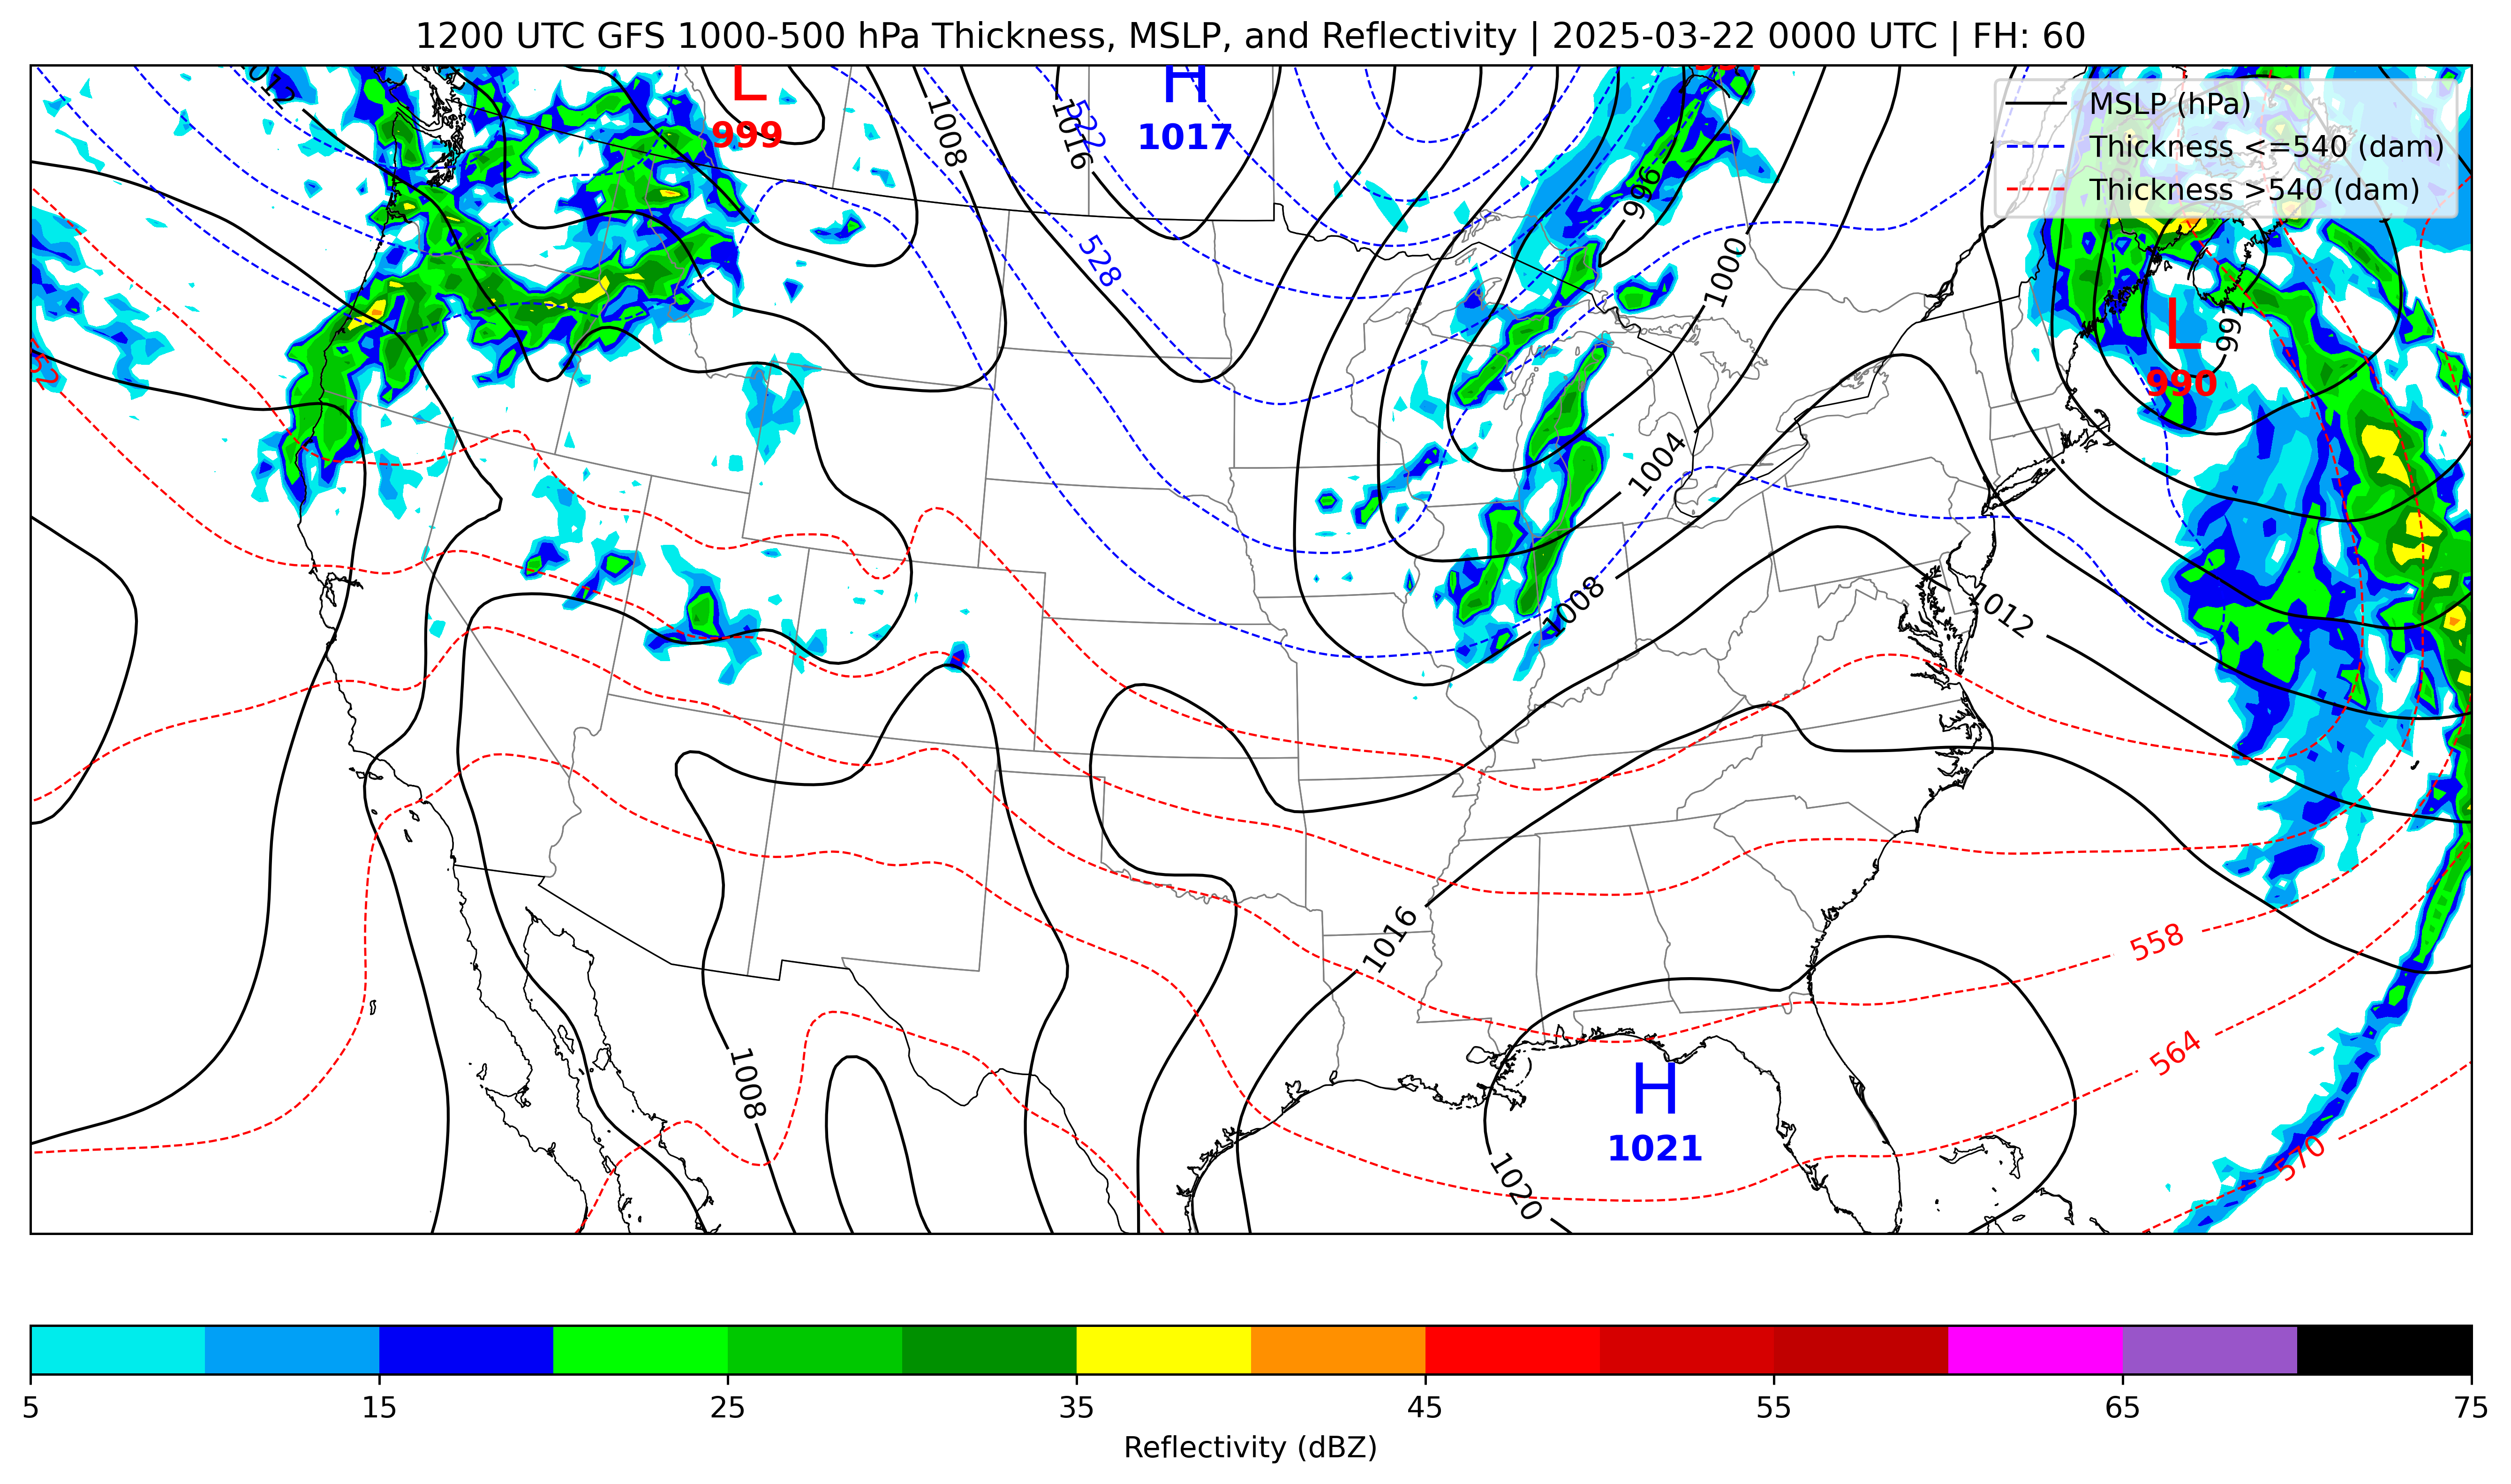 1200 UTC GFS 1000-500 hPa Thickness, MSLP, and Reflectivity | 2025-03-22 0000 UTC | FH: 60
MSLP (hPa)
Thickness <=540 (dam)
Thickness >540 (dam)
L
999
H
1017
1012
1008
1016
522
528
996
1000
L
990
992
1004
1008
1012
1016
558
564
570
1008
H
1021
1020
5 15 25 35 45 55 65 75
Reflectivity (dBZ)